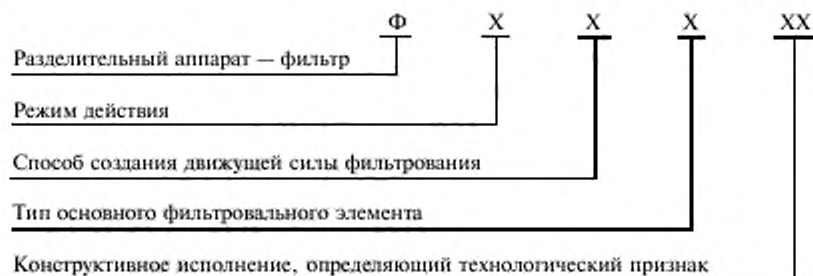 Ф Х Х Х ХХ
Разделительный аппарат — фильтр
Режим действия
Способ создания движущей силы фильтрования
Тип основного фильтровального элемента
Конструктивное исполнение, определяющий технологический признак